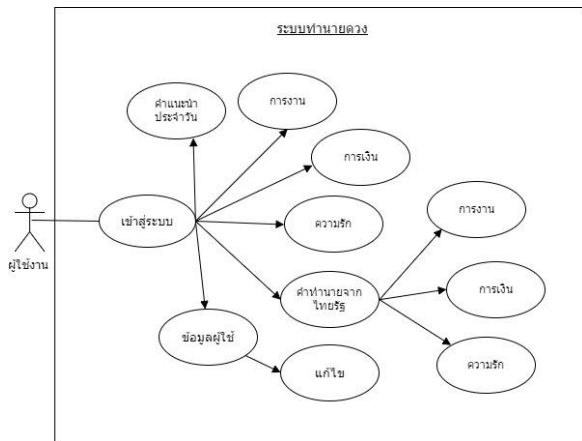 ระบบทำนายดวง
คำแนะนำ
ประจำวัน
การงาน
การเงิน
เข้าสู่ระบบ
ความรัก
ผู้ใช้งาน
คำทำนายจาก
ไทยรัฐ
การงาน
การเงิน
ความรัก
ข้อมูลผู้ใช้
แก้ไข